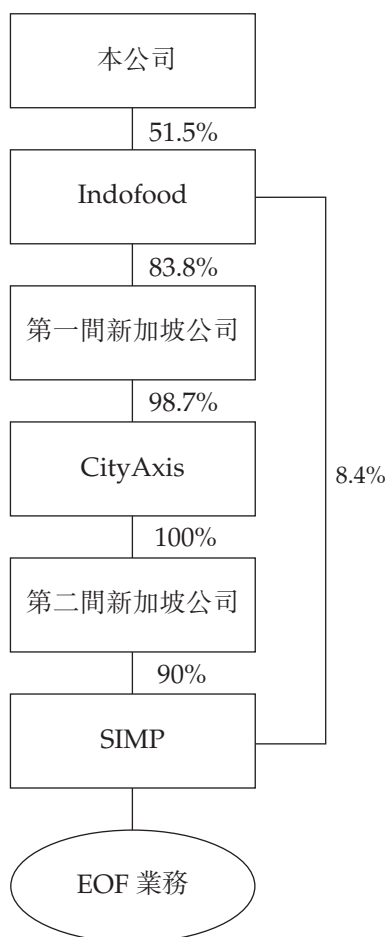 本公司
51.5%
Indofood
83.8%
第一間新加坡公司
98.7%
CityAxis
8.4%
100%
第二間新加坡公司
90%
SIMP
EOF 業務